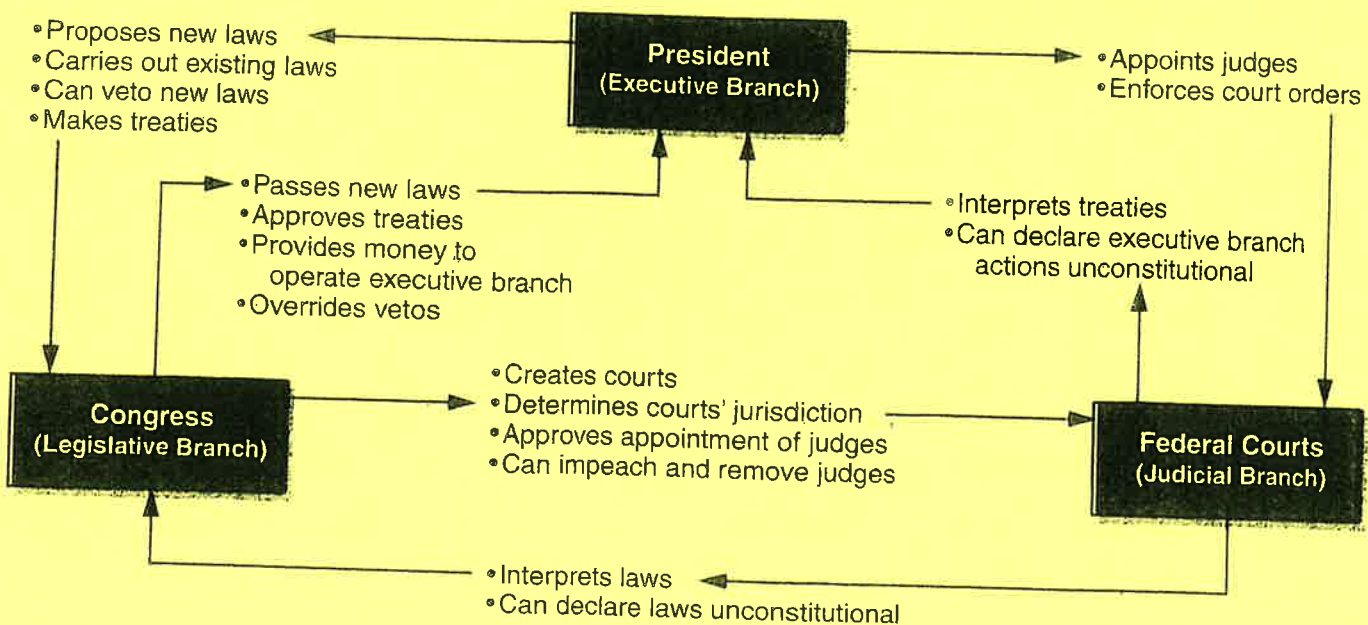 •Proposes new laws
•Carries out existing laws
•Can veto new laws
•Makes treaties
President
(Executive Branch)
•Appoints judges
•Enforces court orders
•Passes new laws
•Approves treaties
•Provides money to
operate executive branch
•Overrides vetos
•Interprets treaties
•Can declare executive branch
actions unconstitutional
Congress
(Legislative Branch)
•Creates courts
•Determines courts' jurisdiction
•Approves appointment of judges
•Can impeach and remove judges
Federal Courts
(Judicial Branch)
•Interprets laws
•Can declare laws unconstitutional